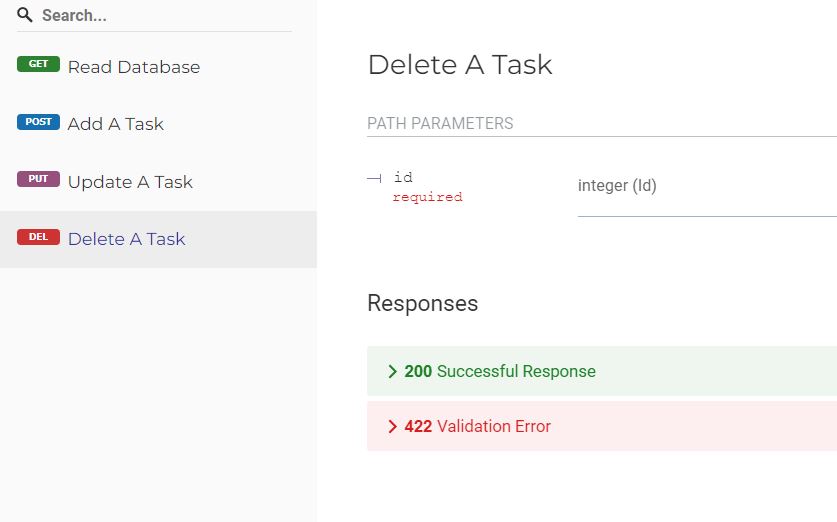 Search...
GET Read Database
POST Add A Task
PUT Update A Task
DEL Delete A Task
Delete A Task
PATH PARAMETERS
id
required
integer (Id)
Responses
200 Successful Response
422 Validation Error